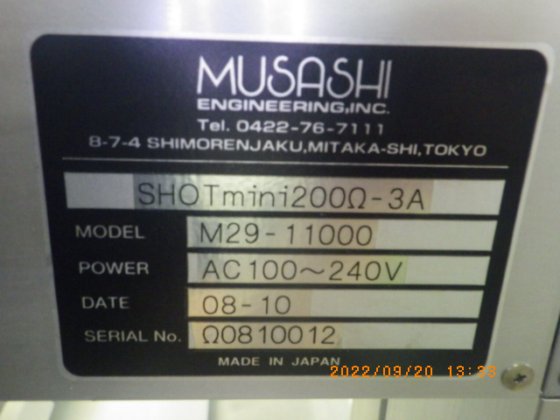 MUSASHI
ENGINEERING,INC.
Tel. 0422-76-7111
8-7-4 SHIMORENJAKU,MITAKA-SHI,TOKYO
SHOTmini200Ω-3A
MODEL M29-11000
POWER AC100~240V
DATE 08-10
SERIAL No. Ω0810012
MADE IN JAPAN
2022/09/20 13:33